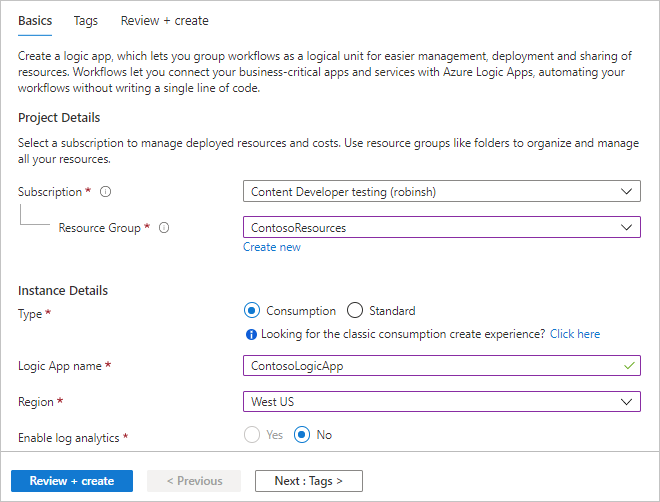 Basics Tags Review + create
Create a logic app, which lets you group workflows as a logical unit for easier management, deployment and sharing of
resources. Workflows let you connect your business-critical apps and services with Azure Logic Apps, automating your
workflows without writing a single line of code.
Project Details
Select a subscription to manage deployed resources and costs. Use resource groups like folders to organize and manage
all your resources.
Subscription * Content Developer testing (robinsh)
Resource Group * ContosoResources
Create new
Instance Details
Type * Consumption Standard
Looking for the classic consumption create experience? Click here
Logic App name * ContosoLogicApp
Region * West US
Enable log analytics * Yes No
Review + create < Previous Next : Tags >